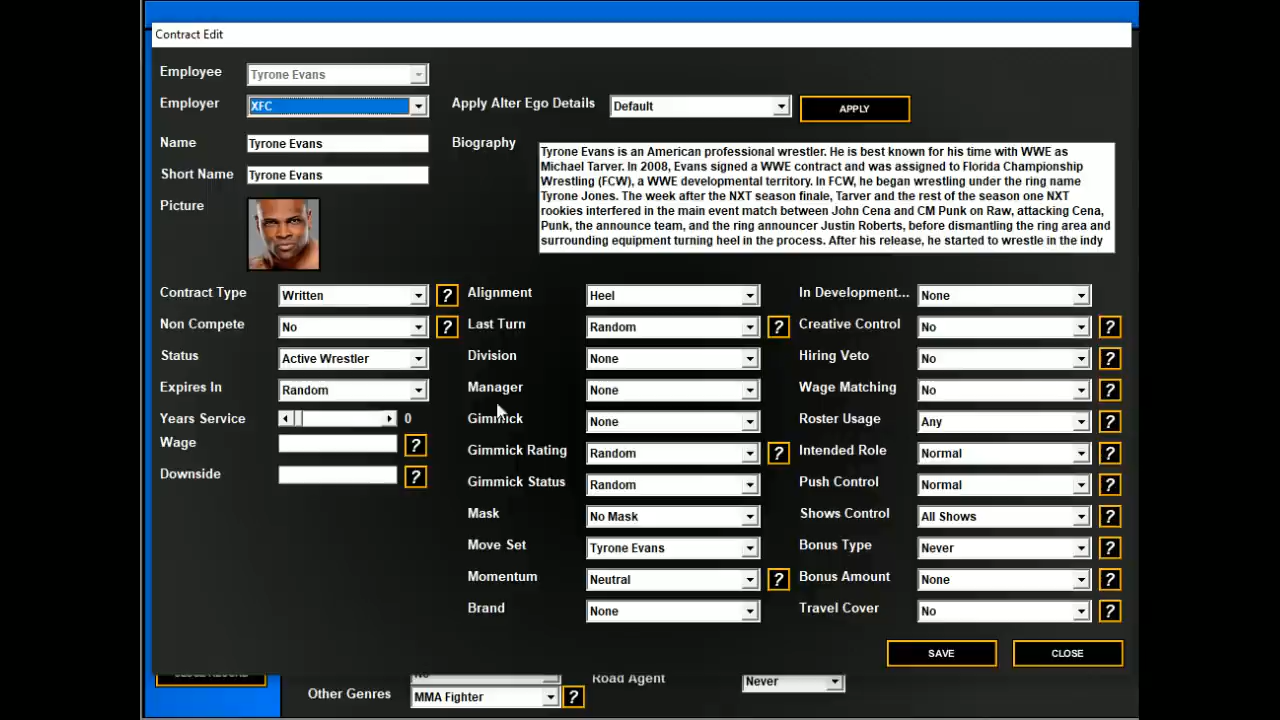 Contract Edit
Employee Tyrone Evans
Employer XFC Apply Alter Ego Details Default APPLY
Name Tyrone Evans Biography
Short Name Tyrone Evans
Picture
Tyrone Evans is an American professional wrestler. He is best known for his time with WWE as
Michael Tarver. In 2008, Evans signed a WWE contract and was assigned to Florida Championship
Wrestling (FCW), a WWE developmental territory. In FCW, he began wrestling under the ring name
Tyrone Jones. The week after the NXT season finale, Tarver and the rest of the season one NXT
rookies interfered in the main event match between John Cena and CM Punk on Raw, attacking Cena,
Punk, the announce team, and the ring announcer Justin Roberts, before dismantling the ring area and
surrounding equipment turning heel in the process. After his release, he started to wrestle in the indy
Contract Type Written ? Alignment Heel In Development... None
Non Compete No ? Last Turn Random ? Creative Control No ?
Status Active Wrestler Division None Hiring Veto No ?
Expires In Random Manager None Wage Matching No ?
Years Service 0 Gimmick None Roster Usage Any ?
Wage ? Gimmick Rating Random ? Intended Role Normal ?
Downside ? Gimmick Status Random Push Control Normal ?
Mask No Mask Shows Control All Shows ?
Move Set Tyrone Evans Bonus Type Never ?
Momentum Neutral ? Bonus Amount None ?
Brand None Travel Cover No ?
SAVE CLOSE
Road Agent Never
Other Genres MMA Fighter ?